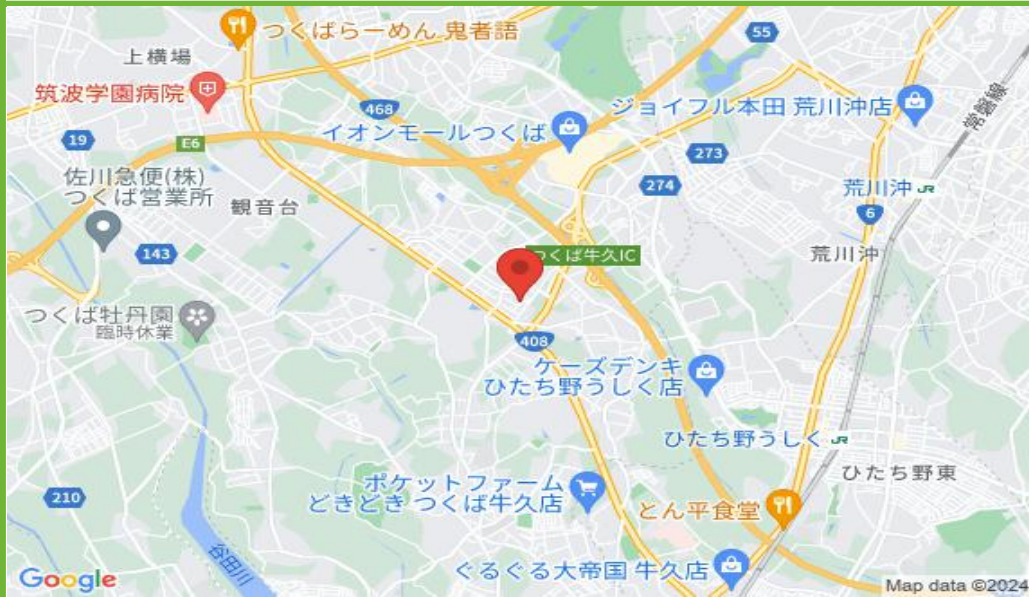 つくばらーめん 鬼者語
55
上横場
筑波学園病院
468
ジョイフル本田 荒川沖店
常磐線
イオンモールつくば
19
E6
273
佐川急便(株)
つくば営業所
274
荒川沖 JR
観音台
6
143
つくば牛久IC
荒川沖
つくば牡丹園
臨時休業
408
ケーズデンキ
ひたち野うしく店
ひたち野うしく JR
ひたち野東
210
ポケットファーム
どきどき つくば牛久店
とん平食堂
谷田川
ぐるぐる大帝国 牛久店
Google
Map data ©2024